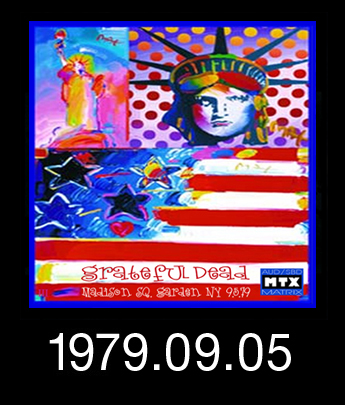 grateful Dead
Madison SQ. Garden NY 9.5.79
AUD/SBD
MTX
MATRIX
1979.09.05